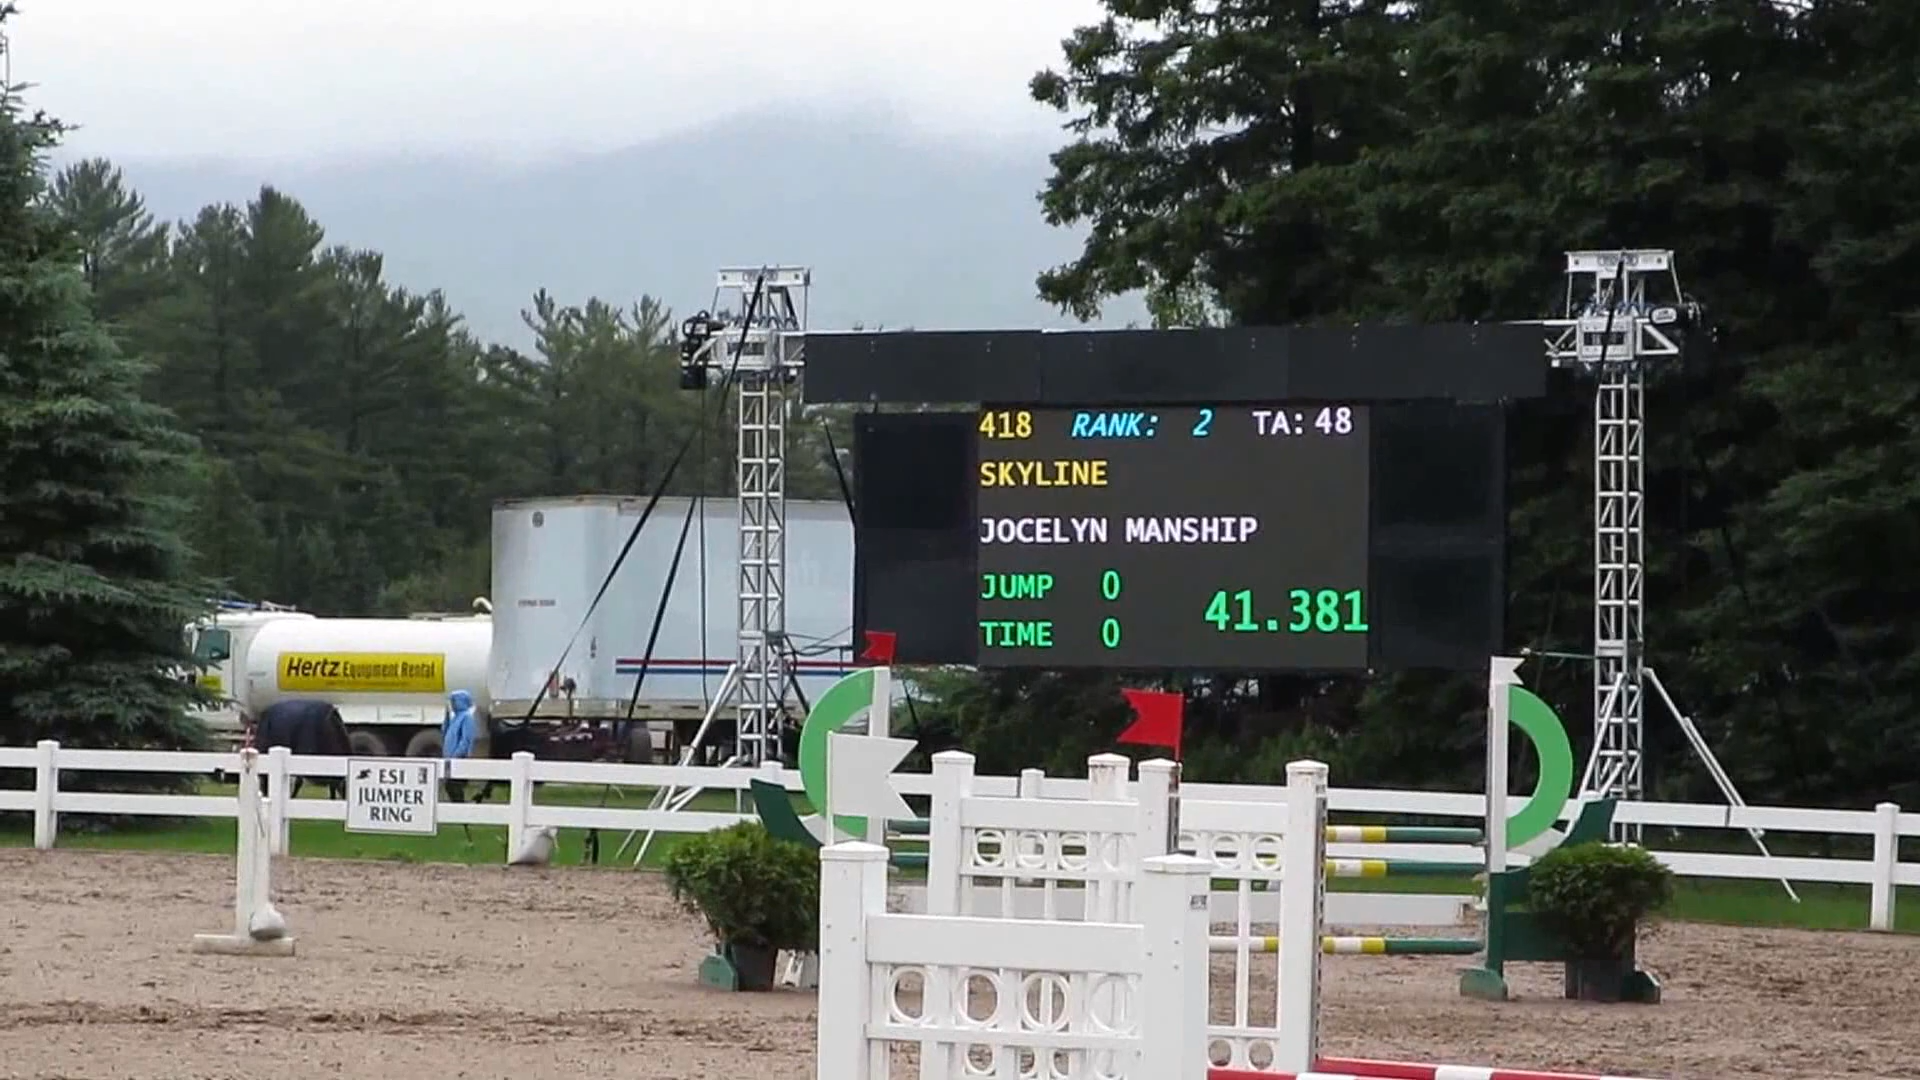 418 RANK: 2 TA: 48
SKYLINE
JOCELYN MANSHIP
JUMP 0
TIME 0
41.381
Hertz Equipment Rental
ESI
JUMPER
RING